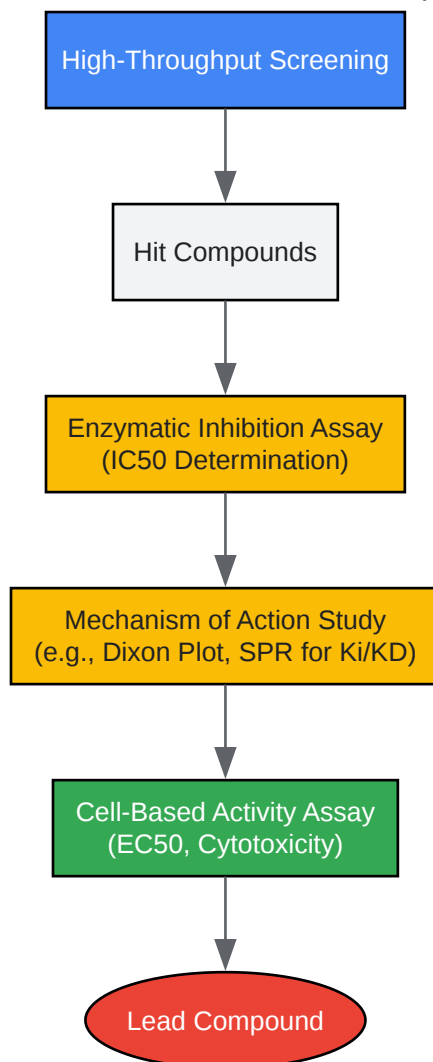 High-Throughput Screening
Hit Compounds
Enzymatic Inhibition Assay
(IC50 Determination)
Mechanism of Action Study
(e.g., Dixon Plot, SPR for Ki/KD)
Cell-Based Activity Assay
(EC50, Cytotoxicity)
Lead Compound